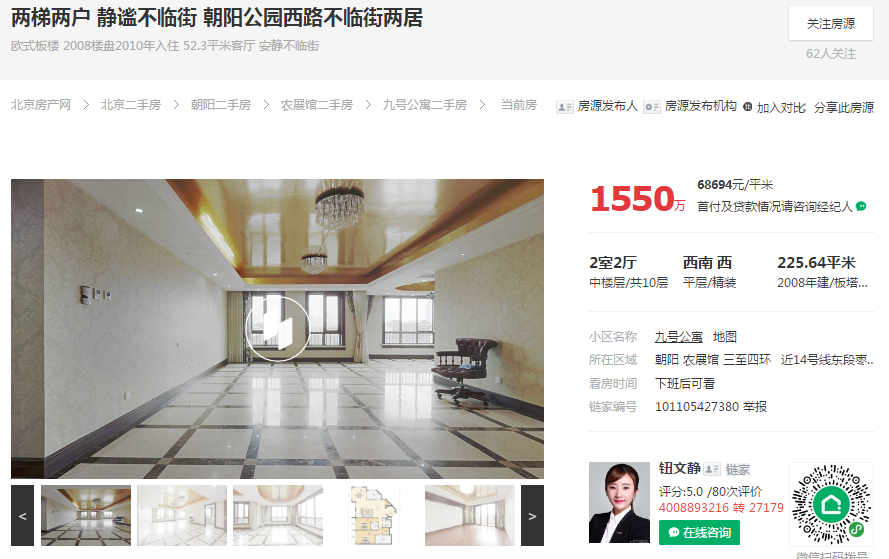 两梯两户 静谧不临街 朝阳公园西路不临街两居
关注房源
欧式板楼 2008楼盘2010年入住 52.3平米客厅 安静不临街
62人关注
北京房产网 > 北京二手房 > 朝阳二手房 > 农展馆二手房 > 九号公寓二手房 > 当前房
房源发布人 房源发布机构 加入对比 分享此房源
1550万
68694元/平米
首付及贷款情况请咨询经纪人
2室2厅 西南 西 225.64平米
中楼层/共10层 平层/精装 2008年建/板塔...
小区名称 九号公寓 地图
所在区域 朝阳 农展馆 三至四环 近14号线东段枣..
看房时间 下班后可看
链家编号 101105427380 举报
钮文静 链家
评分:5.0 /80次评价
4008893216 转 27179
在线咨询
< >
微信扫码拨号